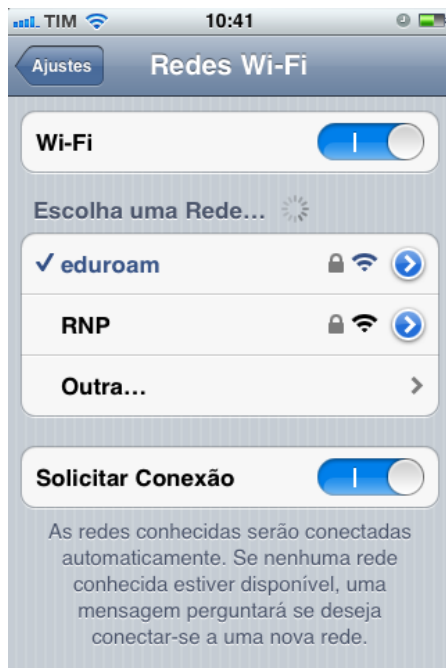 TIM 10:41
Ajustes Redes Wi-Fi
Wi-Fi
Escolha uma Rede...
eduroam
RNP
Outra...
Solicitar Conexão
As redes conhecidas serão conectadas
automaticamente. Se nenhuma rede
conhecida estiver disponível, uma
mensagem perguntará se deseja
conectar-se a uma nova rede.